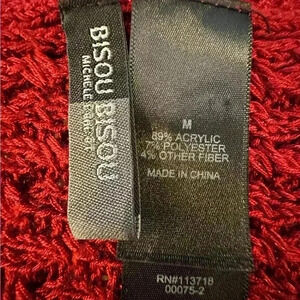 BISOU BISOU
MICHELE BOHBOT
M
89% ACRYLIC
7% POLYESTER
4% OTHER FIBER
MADE IN CHINA
RN#113718
00075-2